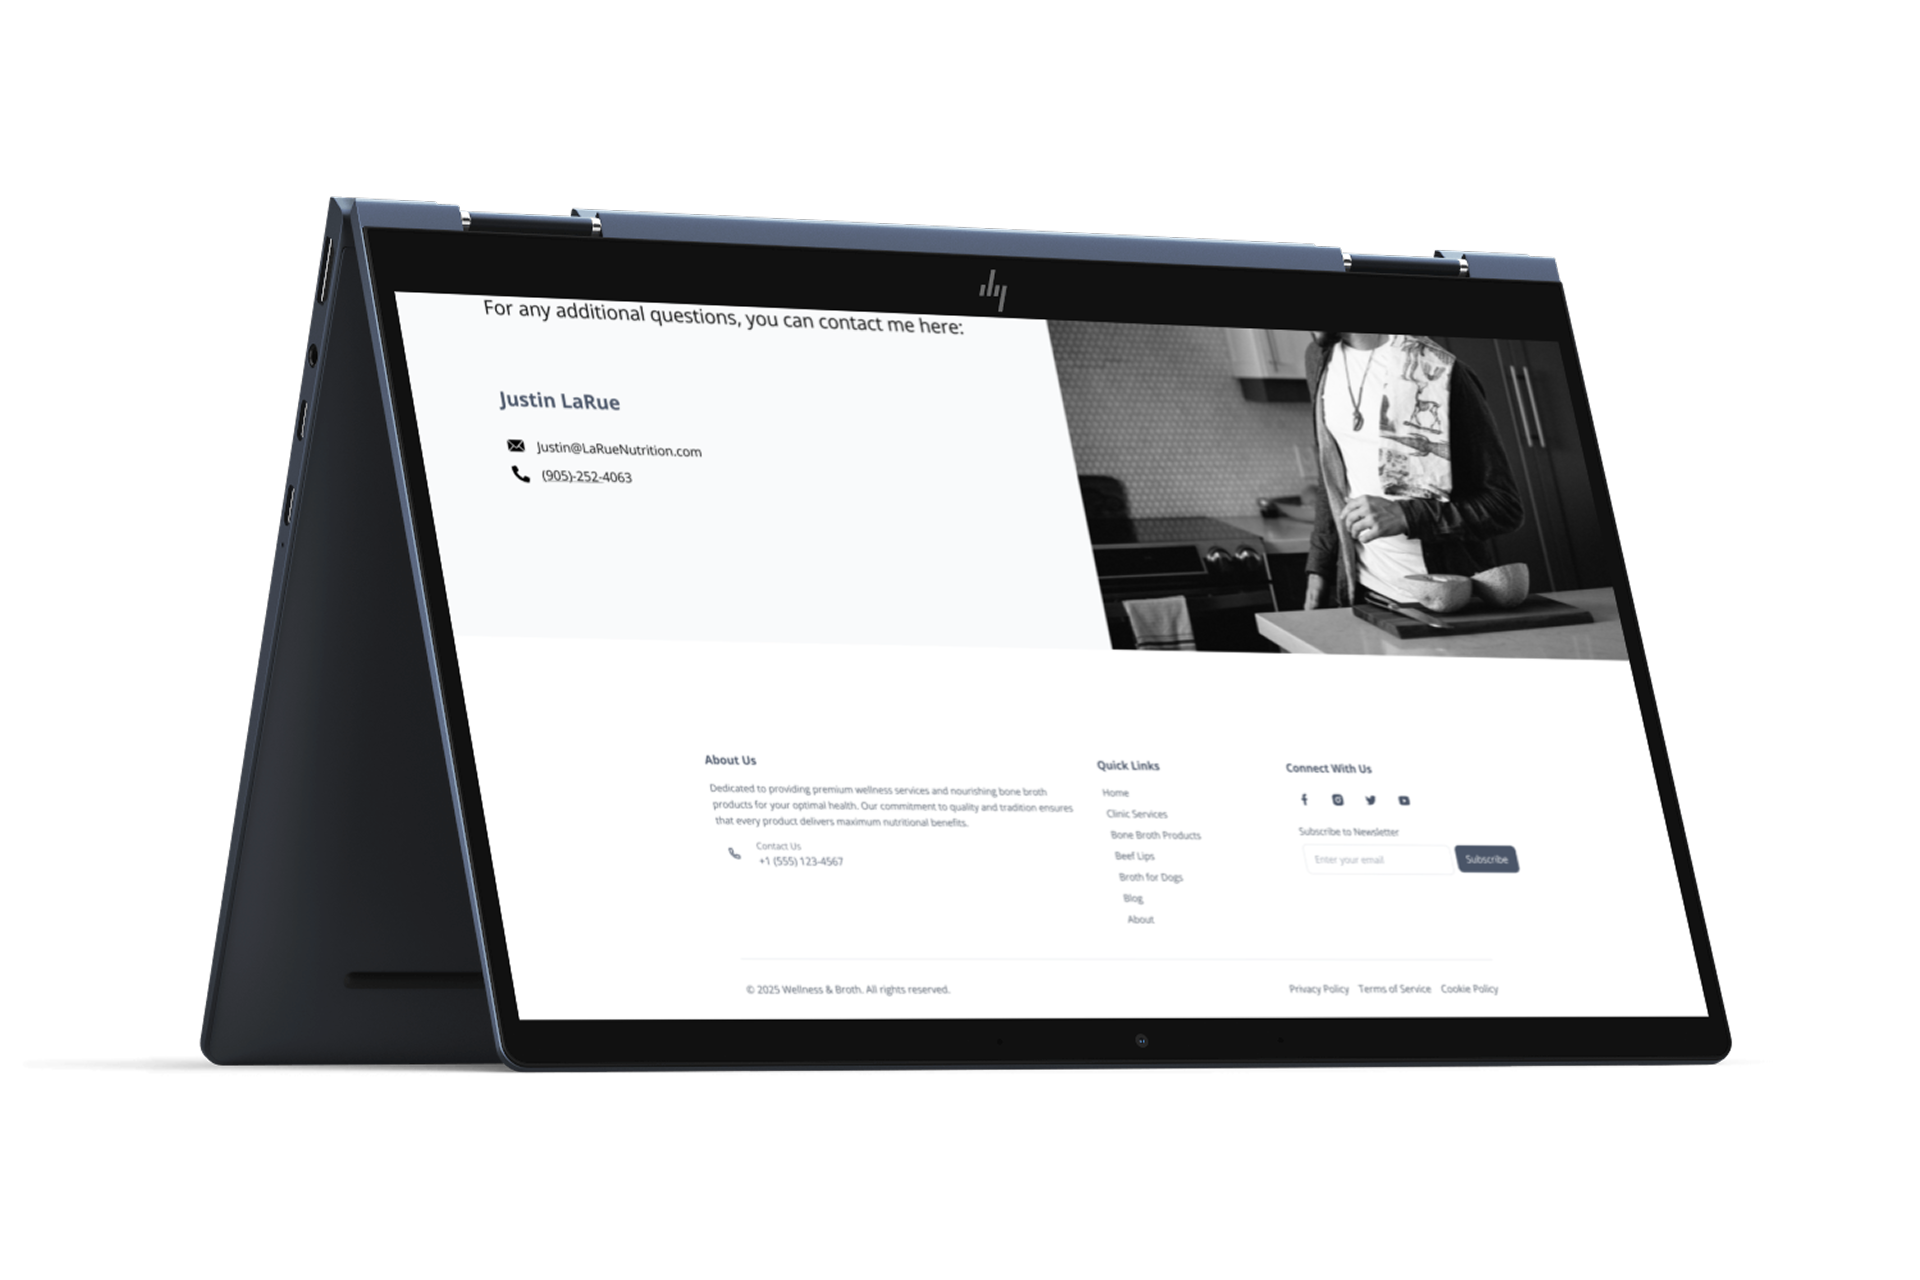 For any additional questions, you can contact me here:
Justin LaRue
Justin@LaRueNutrition.com
(905)-252-4063
About Us
Dedicated to providing premium wellness services and nourishing bone broth
products for your optimal health. Our commitment to quality and tradition ensures
that every product delivers maximum nutritional benefits.
Contact Us
+1 (555) 123-4567
Quick Links
Home
Clinic Services
Bone Broth Products
Beef Lips
Broth for Dogs
Blog
About
Connect With Us
Subscribe to Newsletter
Enter your email
Subscribe
© 2025 Wellness & Broth. All rights reserved.
Privacy Policy Terms of Service Cookie Policy